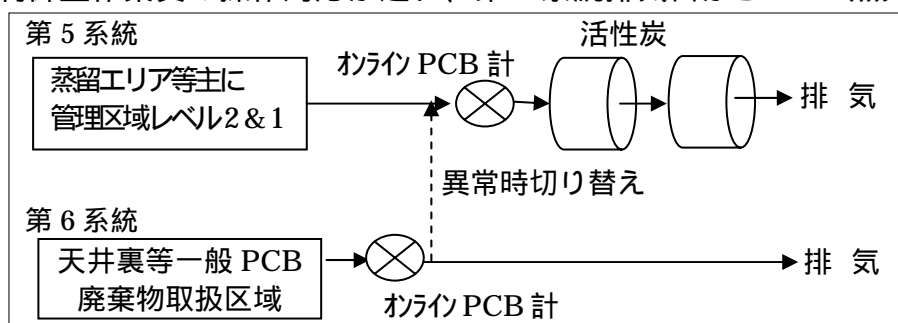 第5系統
活性炭
オンライン PCB 計
蒸留エリア等主に
管理区域レベル2&1
排 気
異常時切り替え
第6系統
天井裏等一般 PCB
廃棄物取扱区域
排 気
オンライン PCB 計